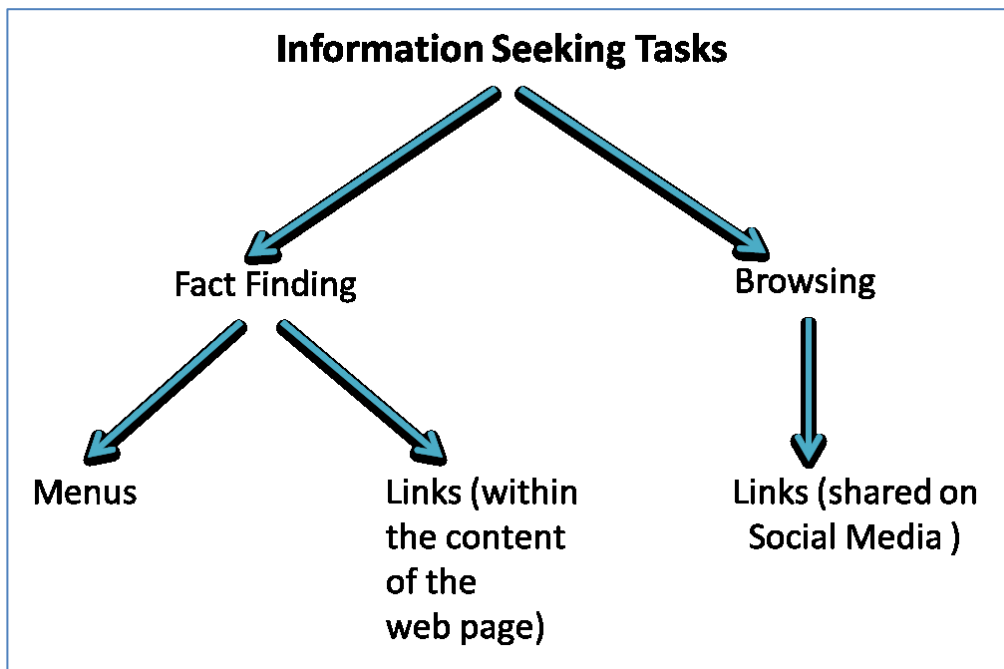 Information Seeking Tasks
Fact Finding
Browsing
Menus
Links (within
the content
of the
web page)
Links (shared on
Social Media )